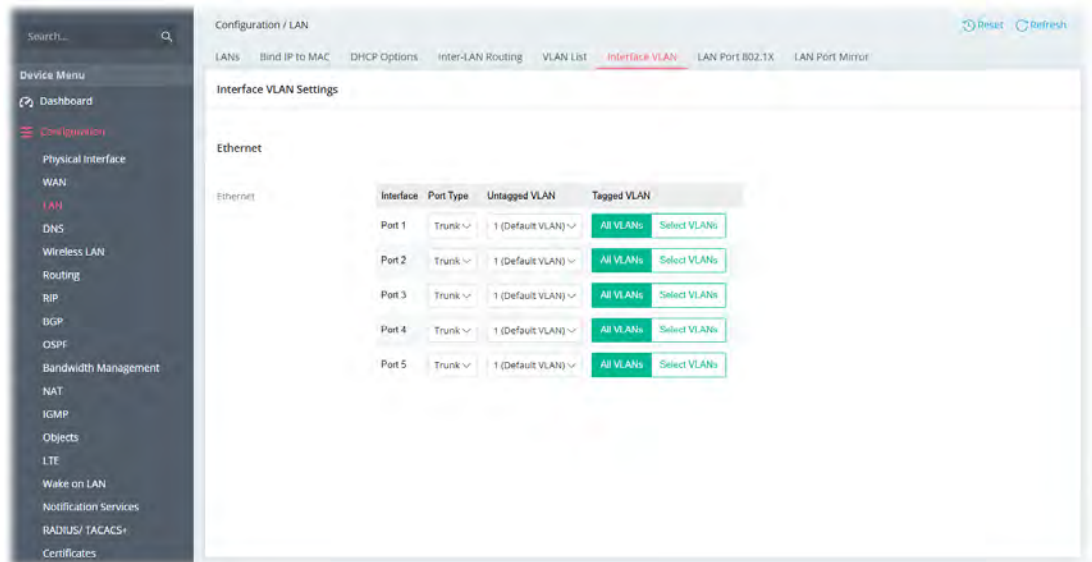 Search...
Device Menu
Dashboard
Configuration
Physical Interface
WAN
LAN
DNS
Wireless LAN
Routing
RIP
BGP
OSPF
Bandwidth Management
NAT
IGMP
Objects
LTE
Wake on LAN
Notification Services
RADIUS/ TACACS+
Certificates
Configuration / LAN
Reset Refresh
LANs Bind IP to MAC DHCP Options Inter-LAN Routing VLAN List Interface VLAN LAN Port 802.1X LAN Port Mirror
Interface VLAN Settings
Ethernet
Ethernet
Interface Port Type Untagged VLAN Tagged VLAN
Port 1 Trunk 1 (Default VLAN) All VLANs Select VLANs
Port 2 Trunk 1 (Default VLAN) All VLANs Select VLANs
Port 3 Trunk 1 (Default VLAN) All VLANs Select VLANs
Port 4 Trunk 1 (Default VLAN) All VLANs Select VLANs
Port 5 Trunk 1 (Default VLAN) All VLANs Select VLANs